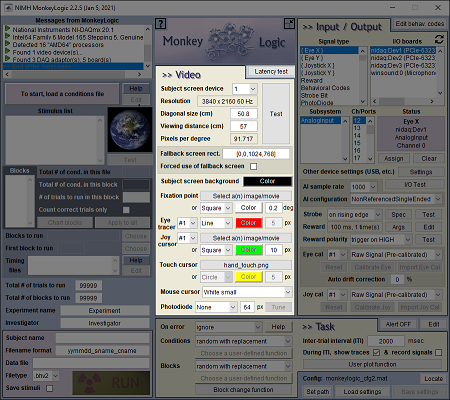 NIMH MonkeyLogic 2.2.5 (Jan 5, 2021)
Messages from MonkeyLogic
National Instruments NI-DAQmx 20.1
Intel64 Family 6 Model 165 Stepping 5, Genuine
Detected 16 "AMD64" processors
Found 1 video device(s)...
Found 3 DAQ adaptor(s), 5 board(s)
To start, load a conditions file
Help
Edit
Stimulus list
Test
Blocks
Total # of cond. in this block
# of trials to run in this block
Count correct trials only
Chart blocks
Apply to all
Blocks to run
Choose
First block to run
Choose
Timing files
Help
Edit
Total # of trials to run
99999
Total # of blocks to run
99999
Experiment name
Experiment
Investigator
Investigator
Subject name
Filename format
yymmdd_sname_cname
Data file
Filetype
.bhv2
Save stimuli
RUN
?
Monkey Logic
>> Video
Latency test
Subject screen device
1
Resolution
3840 x 2160 60 Hz
Diagonal size (cm)
50.8
Viewing distance (cm)
57
Pixels per degree
91.717
Test
Fallback screen rect.
[0,0,1024,768]
Forced use of fallback screen
Subject screen background
Color
Fixation point
Select a(n) image/movie
or
Square
Color
0.2
deg
Eye tracer
#1
Line
Color
5
px
Joy cursor
#1
Select a(n) image/movie
or
Square
Color
10
px
Touch cursor
hand_touch.png
or
Circle
Color
5
px
Mouse cursor
White small
Photodiode
None
64
px
Tune
On error
ignore
Help
Conditions
random with replacement
Choose a user-defined function
Blocks
random with replacement
Choose a user-defined function
Block change function
>> Input / Output
Edit behav. codes
Signal type
I/O boards
( Eye X )
( Eye Y )
( Joystick X )
( Joystick Y )
Reward
Behavioral Codes
Strobe Bit
PhotoDiode
nidaq:Dev1 (PCIe-6323)
nidaq:Dev2 (PCIe-6323)
nidaq:Dev3 (PCIe-6323)
winsound:0 (Microphon
Subsystem
Ch/Ports
Status
AnalogInput
12
13
14
15
16
17
Eye X
nidaq:Dev1
AnalogInput
Channel 0
Assign
Clear
Other device settings (USB, etc.)
Settings
AI sample rate
1000
I/O Test
AI configuration
NonReferencedSingleEnded
Strobe
on rising edge
Spec
Test
Reward
100 ms, 1 time(s)
Args
Edit
Reward polarity
trigger on HIGH
Test
Eye cal
#1
Raw Signal (Pre-calibrated)
Reset
Calibrate Eye
Import Eye Cal
Auto drift correction
0
%
Joy cal
#1
Raw Signal (Pre-calibrated)
Reset
Calibrate Joy
Import Joy Cal
>> Task
Alert OFF
Edit
Inter-trial interval (ITI)
2000
msec
During ITI, show traces
& record signals
User plot function
Config: monkeylogic_cfg2.mat
Locate
Set path
Load settings
Save settings